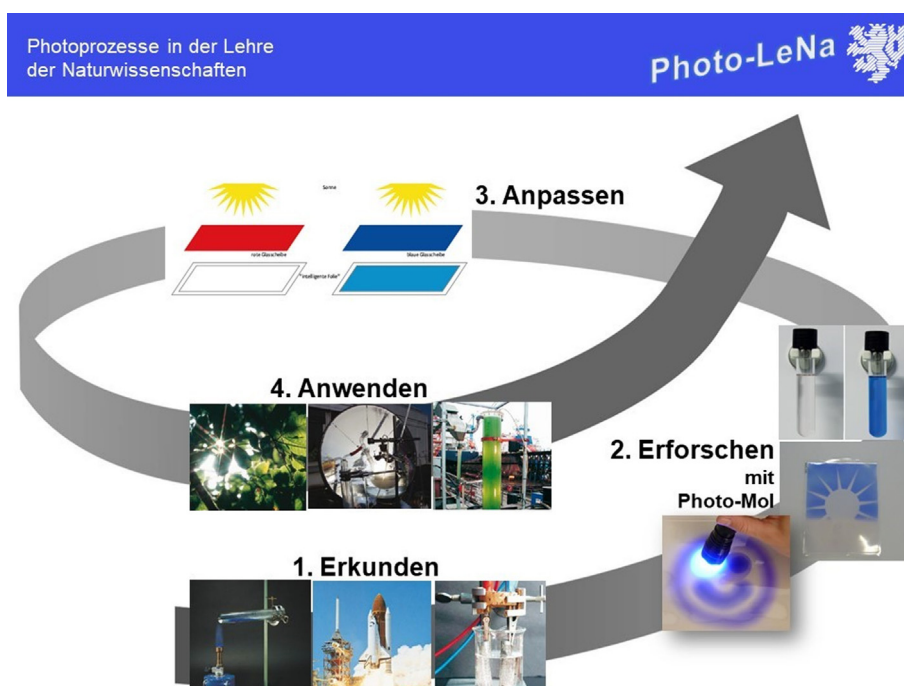 Photoprozesse in der Lehre
der Naturwissenschaften
Photo-LeNa
3. Anpassen
Sonne
rote Glasscheibe
blaue Glasscheibe
"intelligente Folie"
4. Anwenden
2. Erforschen
mit
Photo-Mol
1. Erkunden